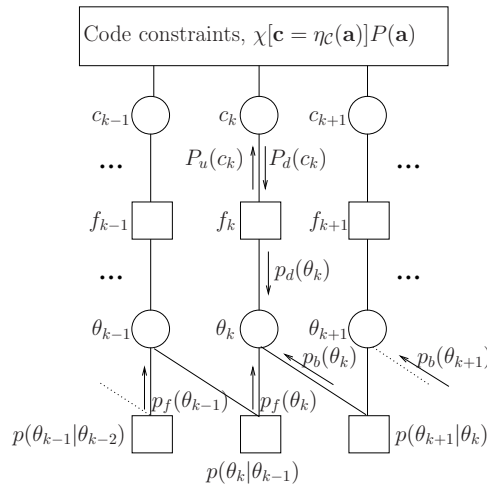 Code constraints, χ[𝐜 = η_𝒞(𝐚)]P(𝐚)
c_{k−1} c_k c_{k+1}
... P_u(c_k) P_d(c_k) ...
f_{k−1} f_k f_{k+1}
... p_d(θ_k) ...
θ_{k−1} θ_k θ_{k+1}
p_b(θ_k) p_b(θ_{k+1})
p_f(θ_{k−1}) p_f(θ_k)
p(θ_{k−1}|θ_{k−2}) p(θ_{k+1}|θ_k)
p(θ_k|θ_{k−1})